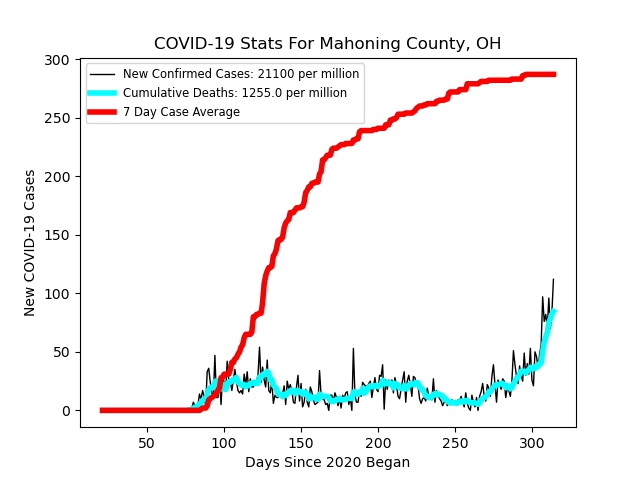 COVID-19 Stats For Mahoning County, OH
New Confirmed Cases: 21100 per million
Cumulative Deaths: 1255.0 per million
7 Day Case Average
300
250
200
150
100
50
0
New COVID-19 Cases
50 100 150 200 250 300
Days Since 2020 Began